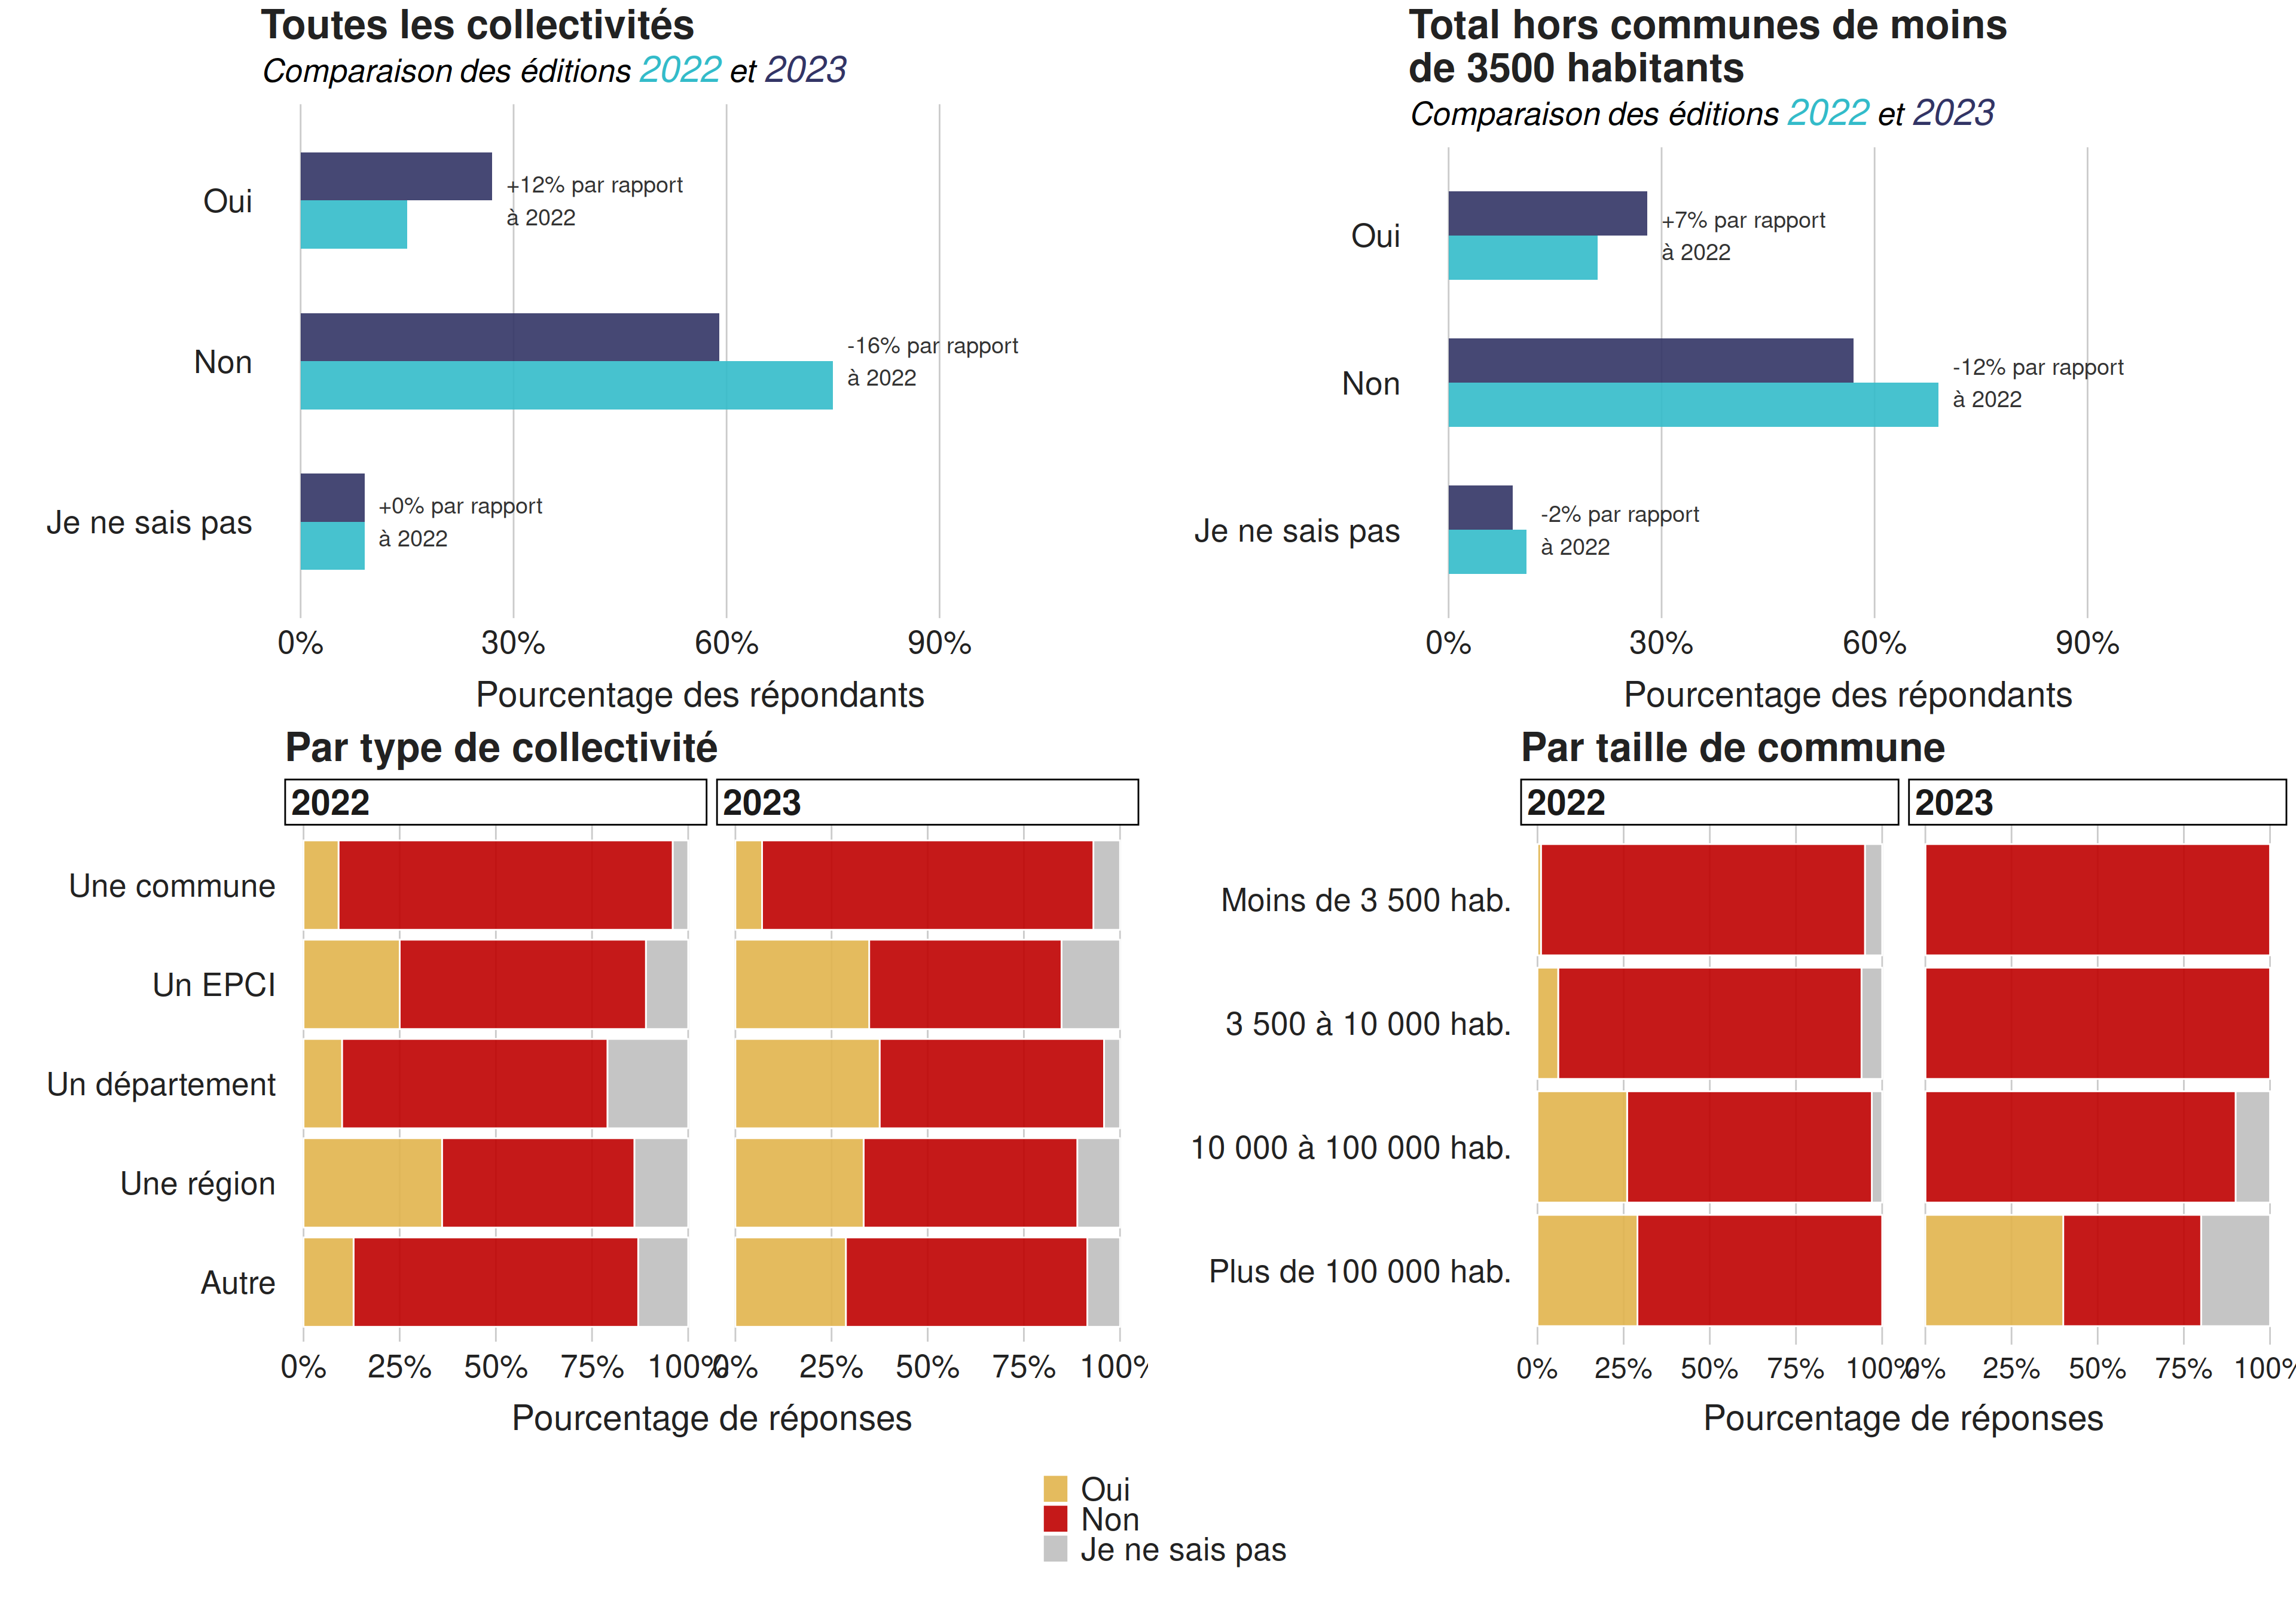 Toutes les collectivités
Comparaison des éditions 2022 et 2023
Oui
+12% par rapport
à 2022
Non
-16% par rapport
à 2022
Je ne sais pas
+0% par rapport
à 2022
0% 30% 60% 90%
Pourcentage des répondants
Total hors communes de moins
de 3500 habitants
Comparaison des éditions 2022 et 2023
Oui
+7% par rapport
à 2022
Non
-12% par rapport
à 2022
Je ne sais pas
-2% par rapport
à 2022
0% 30% 60% 90%
Pourcentage des répondants
Par type de collectivité
2022 2023
Une commune
Un EPCI
Un département
Une région
Autre
0% 25% 50% 75% 100% 0% 25% 50% 75% 100%
Pourcentage de réponses
Par taille de commune
2022 2023
Moins de 3 500 hab.
3 500 à 10 000 hab.
10 000 à 100 000 hab.
Plus de 100 000 hab.
0% 25% 50% 75% 100% 0% 25% 50% 75% 100%
Pourcentage de réponses
Oui
Non
Je ne sais pas